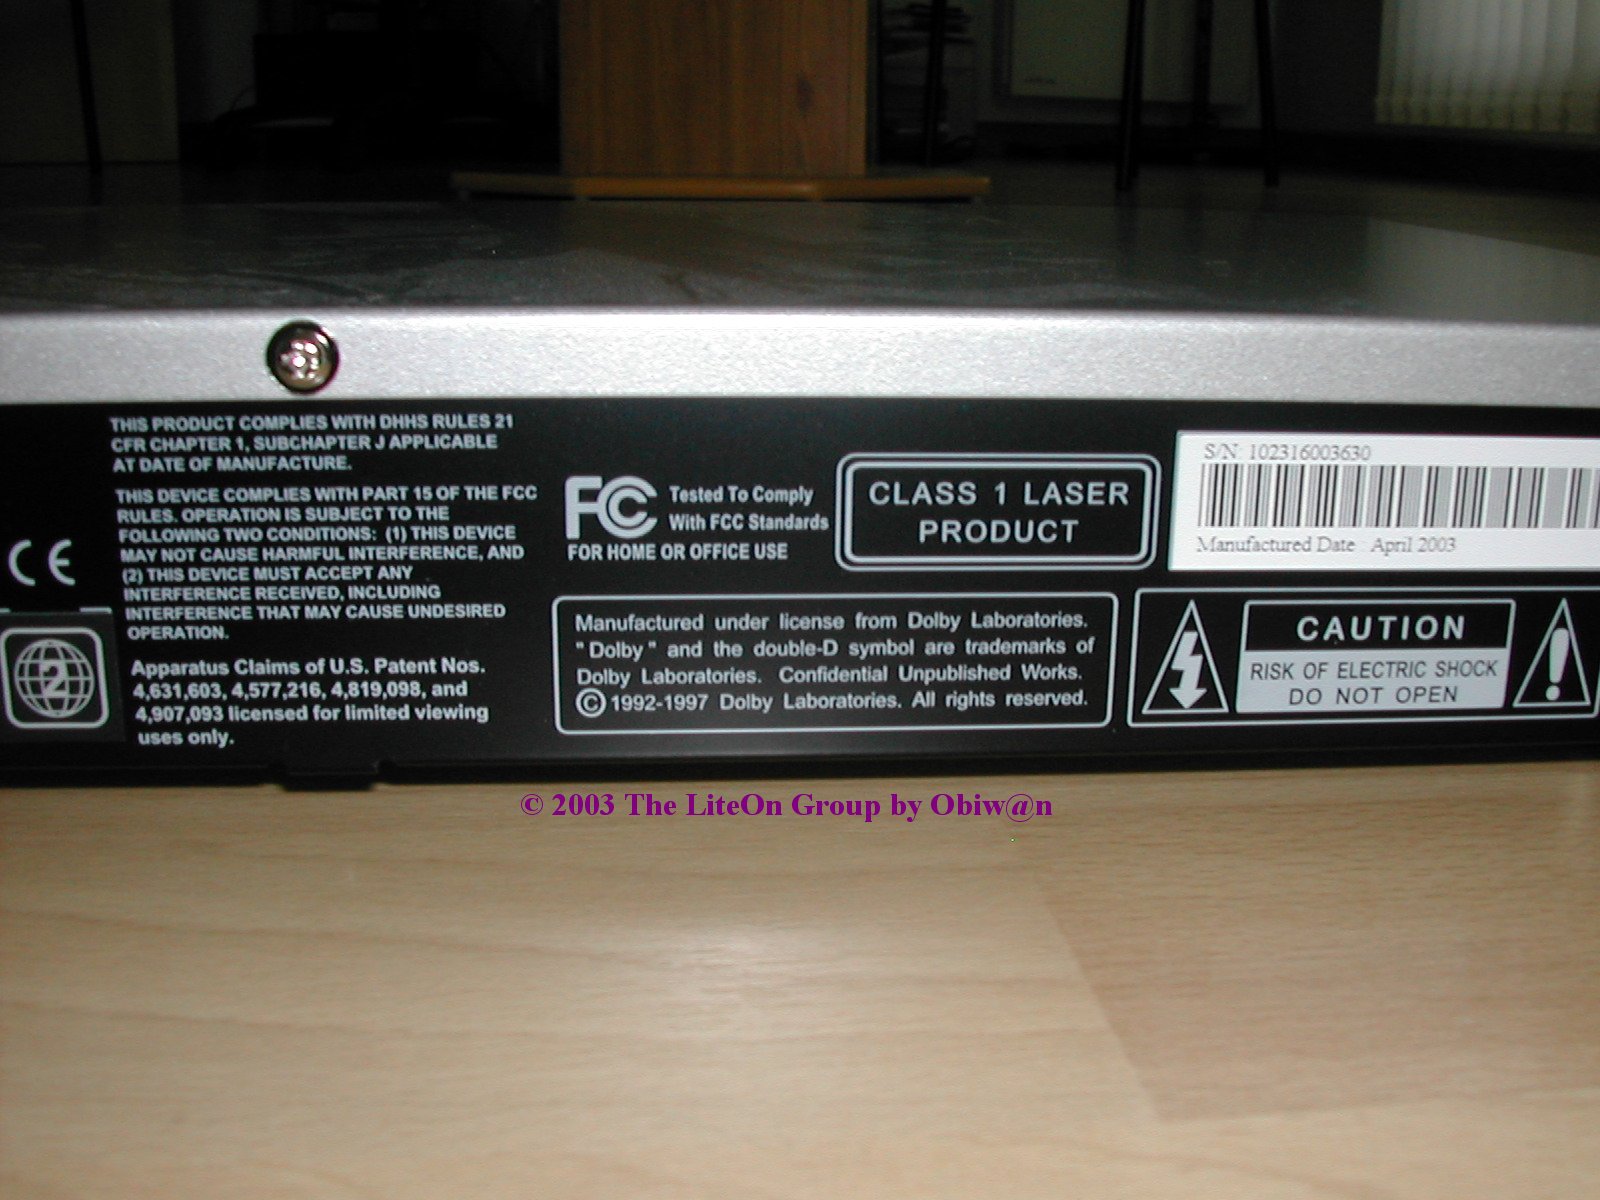 THIS PRODUCT COMPLIES WITH DHHS RULES 21
CFR CHAPTER 1, SUBCHAPTER J APPLICABLE
AT DATE OF MANUFACTURE.
THIS DEVICE COMPLIES WITH PART 15 OF THE FCC
RULES. OPERATION IS SUBJECT TO THE
FOLLOWING TWO CONDITIONS: (1) THIS DEVICE
MAY NOT CAUSE HARMFUL INTERFERENCE, AND
(2) THIS DEVICE MUST ACCEPT ANY
INTERFERENCE RECEIVED, INCLUDING
INTERFERENCE THAT MAY CAUSE UNDESIRED
OPERATION.
CE
2
Apparatus Claims of U.S. Patent Nos.
4,631,603, 4,577,216, 4,819,098, and
4,907,093 licensed for limited viewing
uses only.
FC
Tested To Comply
With FCC Standards
FOR HOME OR OFFICE USE
CLASS 1 LASER
PRODUCT
S/N 102316003630
Manufactured Date : April 2003
Manufactured under license from Dolby Laboratories.
"Dolby" and the double-D symbol are trademarks of
Dolby Laboratories. Confidential Unpublished Works.
© 1992-1997 Dolby Laboratories. All rights reserved.
CAUTION
RISK OF ELECTRIC SHOCK
DO NOT OPEN
!
© 2003 The LiteOn Group by Obiw@n